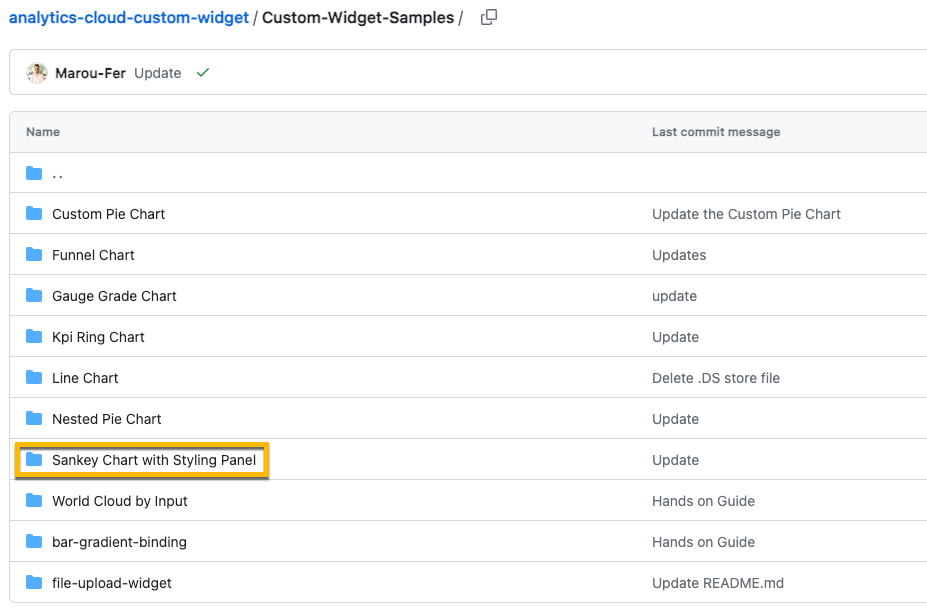 analytics-cloud-custom-widget / Custom-Widget-Samples /
Marou-Fer Update
Name Last commit message
..
Custom Pie Chart Update the Custom Pie Chart
Funnel Chart Updates
Gauge Grade Chart update
Kpi Ring Chart Update
Line Chart Delete .DS store file
Nested Pie Chart Update
Sankey Chart with Styling Panel Update
World Cloud by Input Hands on Guide
bar-gradient-binding Hands on Guide
file-upload-widget Update README.md